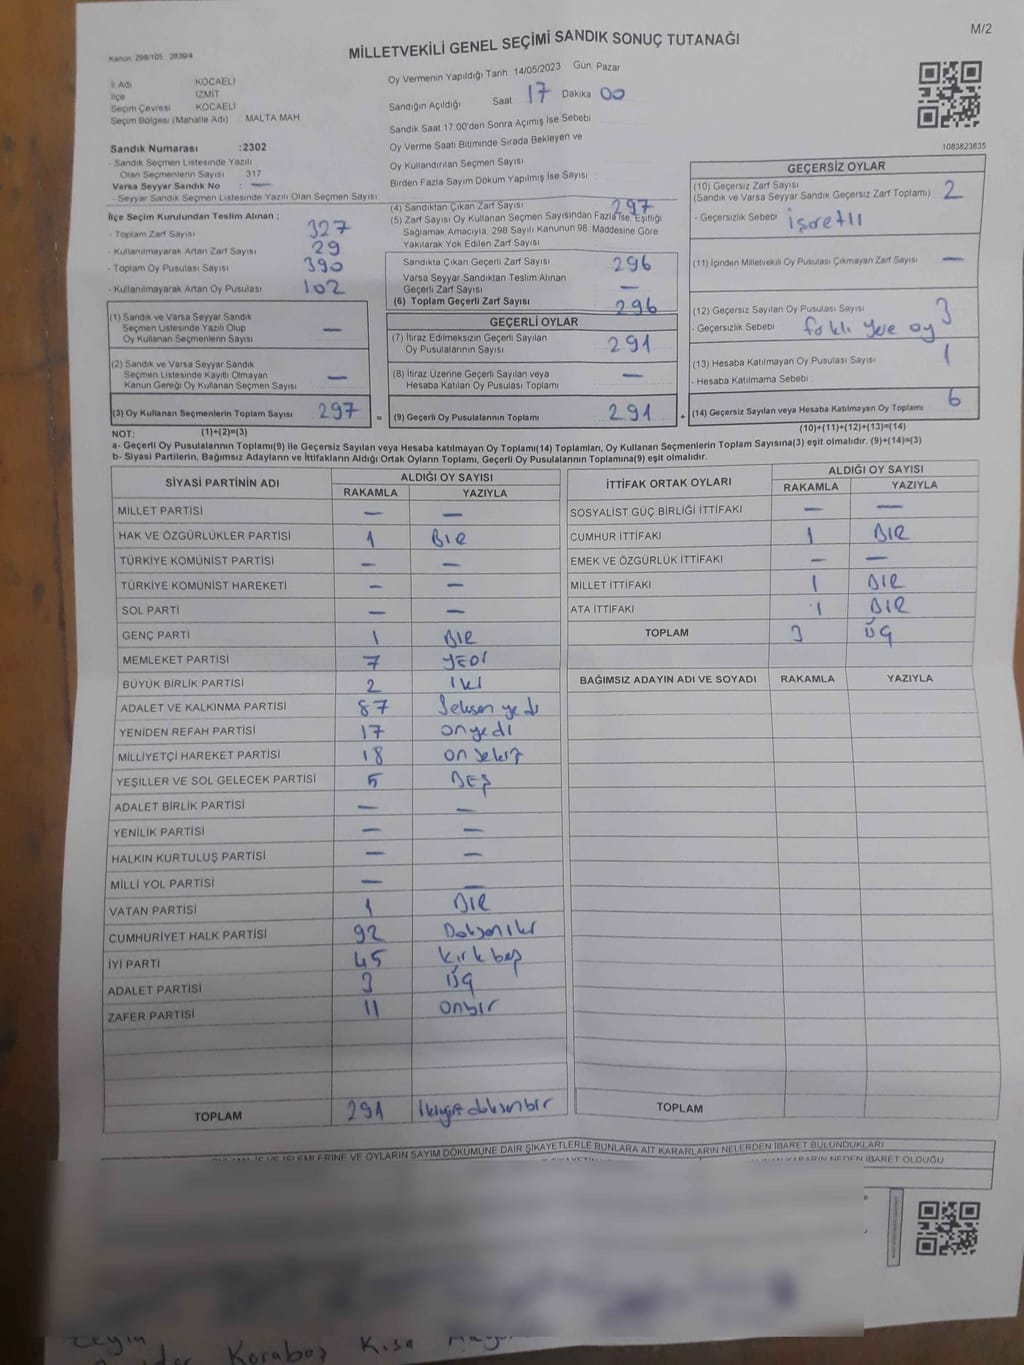 M/2
Kanun. 298/105 2839/4
MİLLETVEKİLİ GENEL SEÇİMİ SANDIK SONUÇ TUTANAĞI
İl Adı KOCAELİ
İlçe İZMİT
Seçim Çevresi KOCAELİ
Seçim Bölgesi (Mahalle Adı) MALTA MAH
Sandık Numarası :2302
- Sandık Seçmen Listesinde Yazılı
Olan Seçmenlerin Sayısı 317
Varsa Seyyar Sandık No : —
- Seyyar Sandık Seçmen Listesinde Yazılı Olan Seçmen Sayısı
Oy Vermenin Yapıldığı Tarih 14/05/2023 Gün Pazar
Sandığın Açıldığı Saat 17 Dakika 00
Sandık Saat 17:00'den Sonra Açımış İse Sebebi
Oy Verme Saati Bitiminde Sırada Bekleyen ve
Oy Kullandırılan Seçmen Sayısı
Birden Fazla Sayım Döküm Yapılmış İse Sayısı
1083823835
İlçe Seçim Kurulundan Teslim Alınan :
- Toplam Zarf Sayısı 327
- Kullanılmayarak Artan Zarf Sayısı 29
- Toplam Oy Pusulası Sayısı 390
- Kullanılmayarak Artan Oy Pusulası 102
(4) Sandıktan Çıkan Zarf Sayısı 297
(5) Zarf Sayısı Oy Kullanan Seçmen Sayısından Fazla İse, Eşitliği
Sağlamak Amacıyla, 298 Sayılı Kanunun 98. Maddesine Göre
Yakılarak Yok Edilen Zarf Sayısı
Sandıkta Çıkan Geçerli Zarf Sayısı 296
Varsa Seyyar Sandıktan Teslim Alınan
Geçerli Zarf Sayısı —
(6) Toplam Geçerli Zarf Sayısı 296
GEÇERSİZ OYLAR
(10) Geçersiz Zarf Sayısı
(Sandık ve Varsa Seyyar Sandık Geçersiz Zarf Toplamı) 2
- Geçersizlik Sebebi işaretli
(11) İçinden Milletvekili Oy Pusulası Çıkmayan Zarf Sayısı —
(12) Geçersiz Sayılan Oy Pusulası Sayısı 3
- Geçersizlik Sebebi faklı yere oy
(13) Hesaba Katılmayan Oy Pusulası Sayısı 1
- Hesaba Katılmama Sebebi :
(14) Geçersiz Sayılan veya Hesaba Katılmayan Oy Toplamı 6
(10)+(11)+(12)+(13)=(14)
(1) Sandık ve Varsa Seyyar Sandık
Seçmen Listesinde Yazılı Olup
Oy Kullanan Seçmenlerin Sayısı —
(2) Sandık ve Varsa Seyyar Sandık
Seçmen Listesinde Kayıtlı Olmayan
Kanun Gereği Oy Kullanan Seçmen Sayısı —
(3) Oy Kullanan Seçmenlerin Toplam Sayısı 297 =
GEÇERLİ OYLAR
(7) İtiraz Edilmeksizin Geçerli Sayılan
Oy Pusulalarının Sayısı 291
(8) İtiraz Üzerine Geçerli Sayılan veya
Hesaba Katılan Oy Pusulası Toplamı —
(9) Geçerli Oy Pusulalarının Toplamı 291 +
NOT: (1)+(2)=(3)
a- Geçerli Oy Pusulalarının Toplamı(9) ile Geçersiz Sayılan veya Hesaba katılmayan Oy Toplamı(14) Toplamları, Oy Kullanan Seçmenlerin Toplam Sayısına(3) eşit olmalıdır. (9)+(14)=(3)
b- Siyasi Partilerin, Bağımsız Adayların ve İttifakların Aldığı Ortak Oyların Toplamı, Geçerli Oy Pusulalarının Toplamına(9) eşit olmalıdır.
SİYASİ PARTİNİN ADI ALDIĞI OY SAYISI
RAKAMLA YAZIYLA
MİLLET PARTİSİ — —
HAK VE ÖZGÜRLÜKLER PARTİSİ 1 BİR
TÜRKİYE KOMÜNİST PARTİSİ — —
TÜRKİYE KOMÜNİST HAREKETİ — —
SOL PARTİ — —
GENÇ PARTİ 1 BİR
MEMLEKET PARTİSİ 7 YEDİ
BÜYÜK BİRLİK PARTİSİ 2 İKİ
ADALET VE KALKINMA PARTİSİ 87 Seksen yedi
YENİDEN REFAH PARTİSİ 17 onyedi
MİLLİYETÇİ HAREKET PARTİSİ 18 on sekiz
YEŞİLLER VE SOL GELECEK PARTİSİ 5 BEŞ
ADALET BİRLİK PARTİSİ — —
YENİLİK PARTİSİ — —
HALKIN KURTULUŞ PARTİSİ — —
MİLLİ YOL PARTİSİ — —
VATAN PARTİSİ 1 BİR
CUMHURİYET HALK PARTİSİ 92 Doksaniki
İYİ PARTİ 45 kırk beş
ADALET PARTİSİ 3 ÜÇ
ZAFER PARTİSİ 11 onbir
TOPLAM 291 ikiyüzdoksanbir
İTTİFAK ORTAK OYLARI ALDIĞI OY SAYISI
RAKAMLA YAZIYLA
SOSYALİST GÜÇ BİRLİĞİ İTTİFAKI — —
CUMHUR İTTİFAKI 1 BİR
EMEK VE ÖZGÜRLÜK İTTİFAKI — —
MİLLET İTTİFAKI 1 BİR
ATA İTTİFAKI 1 BİR
TOPLAM 3 ÜÇ
BAĞIMSIZ ADAYIN ADI VE SOYADI RAKAMLA YAZIYLA
TOPLAM
İŞLEMLERİNE VE OYLARIN SAYIM DÖKÜMÜNE DAİR ŞİKAYETLERLE BUNLARA AİT KARARLARIN NELERDEN İBARET BULUNDUKLARI
NEDEN İBARET OLDUĞU
Karabaş Kısa